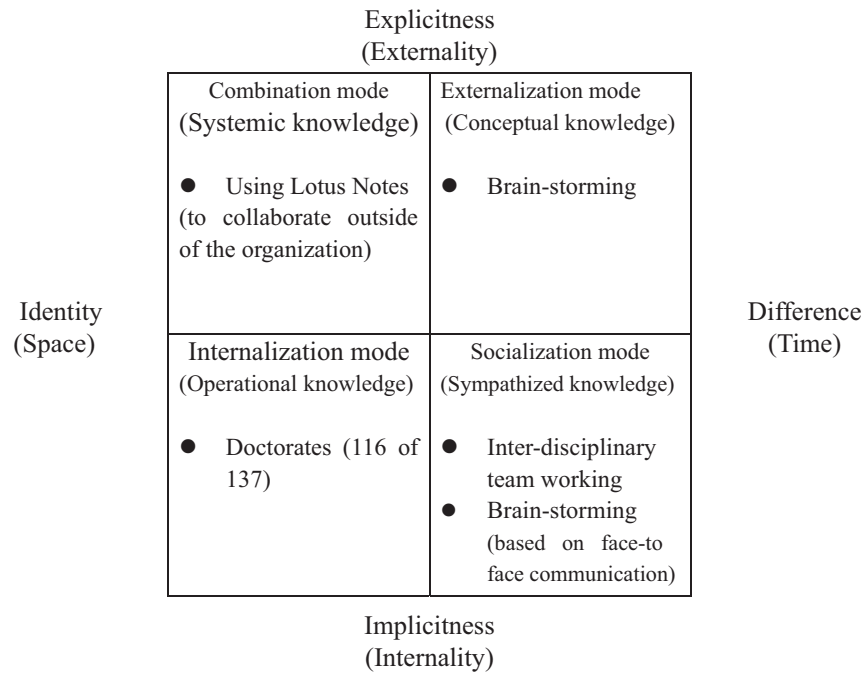 Explicitness
(Externality)
Combination mode
(Systemic knowledge)
● Using Lotus Notes
(to collaborate outside
of the organization)
Externalization mode
(Conceptual knowledge)
● Brain-storming
Identity
(Space)
Difference
(Time)
Internalization mode
(Operational knowledge)
● Doctorates (116 of
137)
Socialization mode
(Sympathized knowledge)
● Inter-disciplinary
team working
● Brain-storming
(based on face-to
face communication)
Implicitness
(Internality)